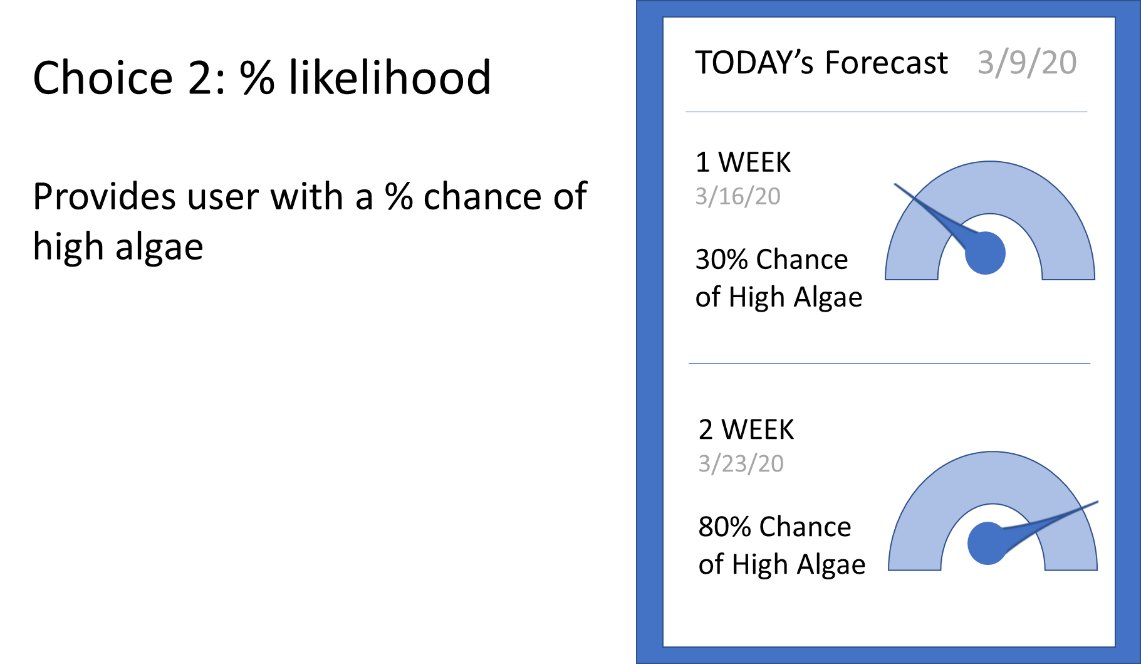 Choice 2: % likelihood
Provides user with a % chance of
high algae
TODAY’s Forecast 3/9/20
1 WEEK
3/16/20
30% Chance
of High Algae
2 WEEK
3/23/20
80% Chance
of High Algae